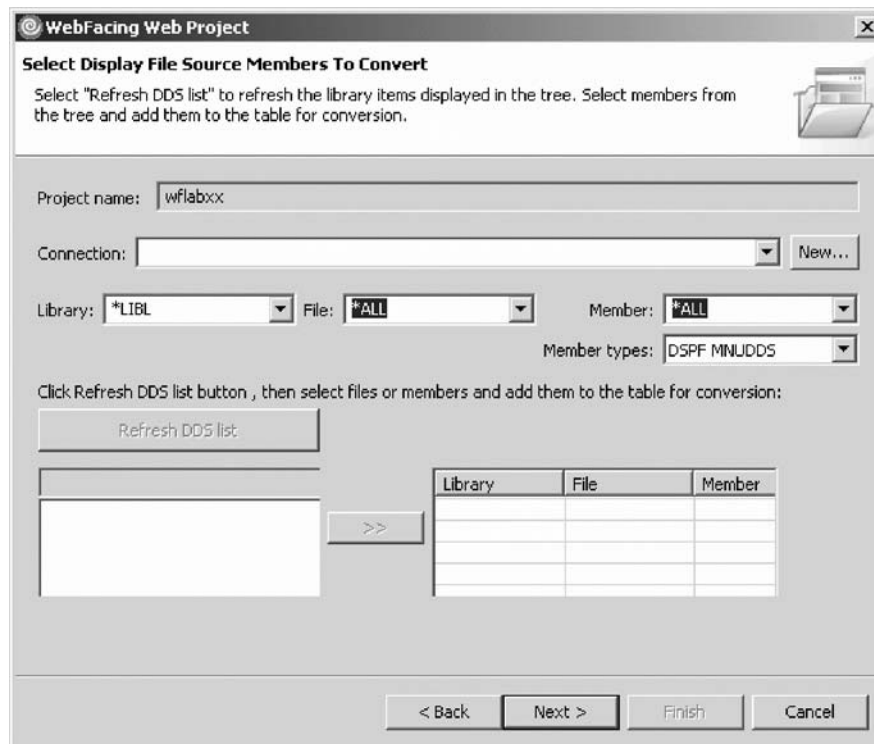 WebFacing Web Project
Select Display File Source Members To Convert
Select "Refresh DDS list" to refresh the library items displayed in the tree. Select members from
the tree and add them to the table for conversion.
Project name: wflabxx
Connection: New...
Library: *LIBL File: *ALL Member: *ALL
Member types: DSPF MNUDDS
Click Refresh DDS list button , then select files or members and add them to the table for conversion:
Refresh DDS list
Library File Member
>>
< Back Next > Finish Cancel